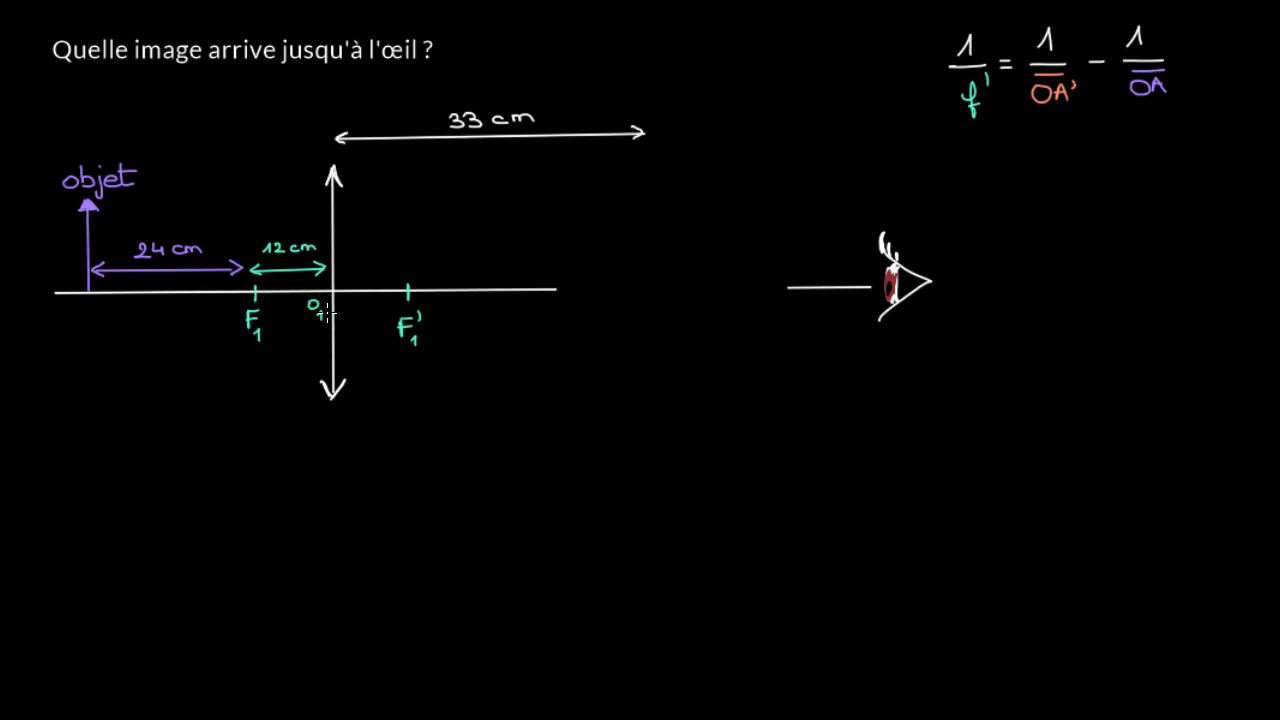 Quelle image arrive jusqu'à l'œil ?
1/f' = 1/OA' - 1/OA
33 cm
objet
24 cm
12 cm
F₁
O₁
F₁'